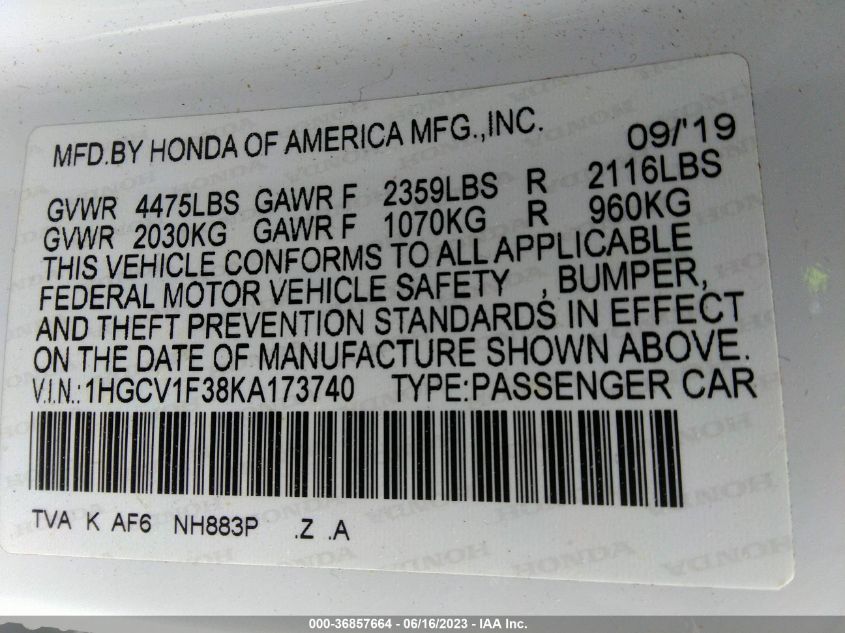 MFD.BY HONDA OF AMERICA MFG.,INC. 09/'19
GVWR 4475LBS GAWR F 2359LBS R 2116LBS
GVWR 2030KG GAWR F 1070KG R 960KG
THIS VEHICLE CONFORMS TO ALL APPLICABLE
FEDERAL MOTOR VEHICLE SAFETY , BUMPER,
AND THEFT PREVENTION STANDARDS IN EFFECT
ON THE DATE OF MANUFACTURE SHOWN ABOVE.
V.I.N.:1HGCV1F38KA173740 TYPE:PASSENGER CAR
TVA K AF6 NH883P .Z .A
000-36857664 - 06/16/2023 - IAA Inc.